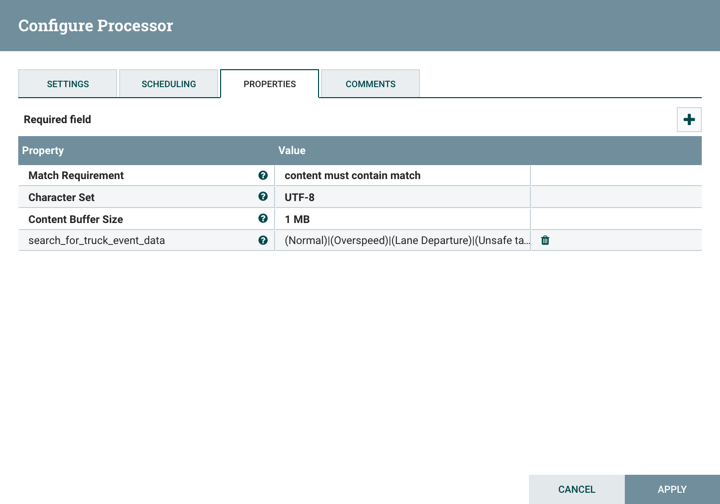 Configure Processor
SETTINGS SCHEDULING PROPERTIES COMMENTS
Required field
Property Value
Match Requirement content must contain match
Character Set UTF-8
Content Buffer Size 1 MB
search_for_truck_event_data (Normal)|(Overspeed)|(Lane Departure)|(Unsafe ta...
CANCEL APPLY